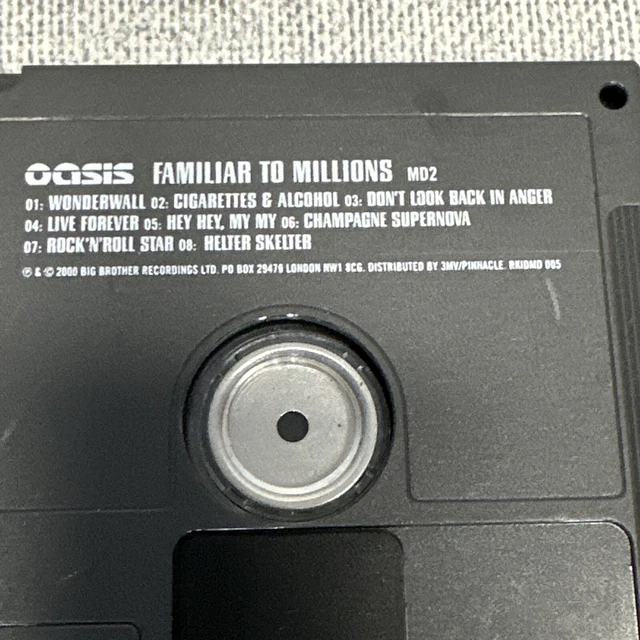 oasis FAMILIAR TO MILLIONS MD2
01: WONDERWALL 02: CIGARETTES & ALCOHOL 03: DON'T LOOK BACK IN ANGER
04: LIVE FOREVER 05: HEY HEY, MY MY 06: CHAMPAGNE SUPERNOVA
07: ROCK'N'ROLL STAR 08: HELTER SKELTER
℗ & © 2000 BIG BROTHER RECORDINGS LTD. PO BOX 29479 LONDON NW1 8CG. DISTRIBUTED BY 3MV/PINNACLE. RKIDMD 005